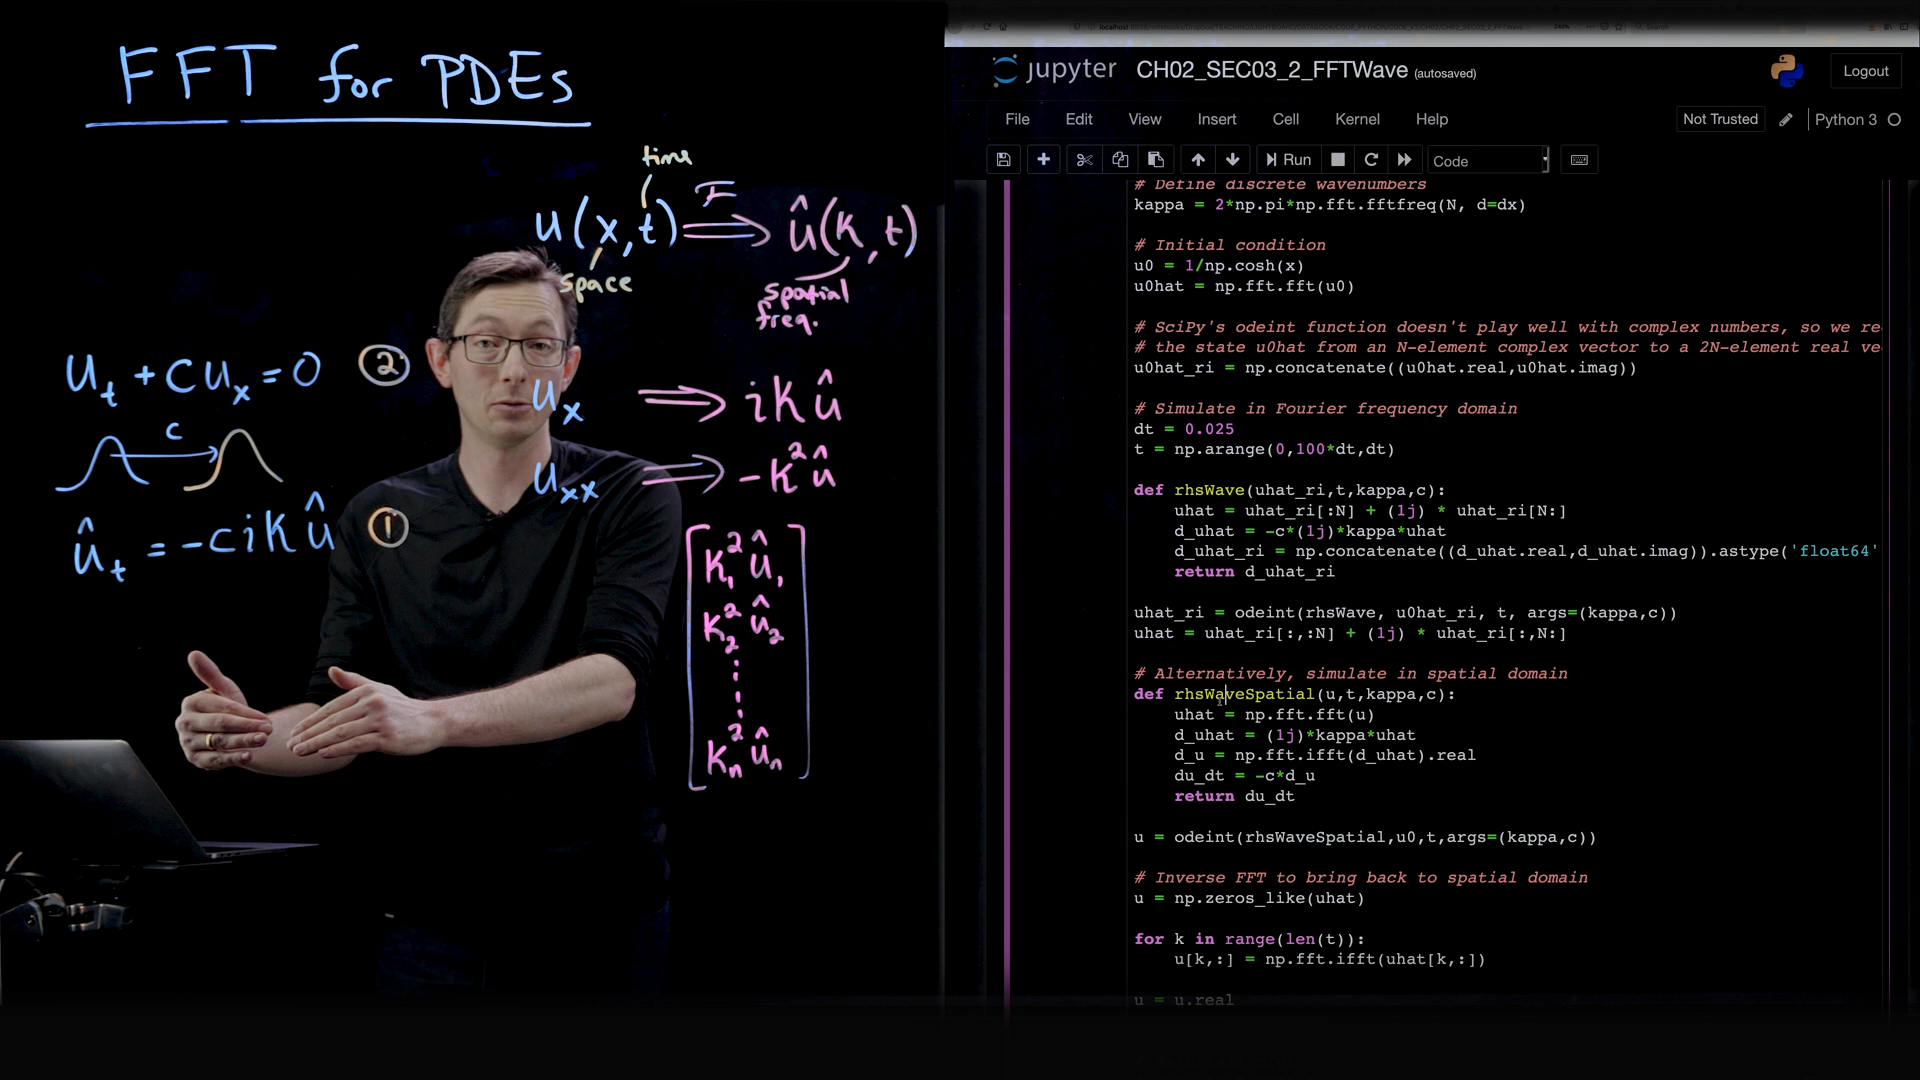 FFT for PDEs
time
u(x,t) ⟹ û(k,t)
F
space
spatial
freq.
u_t + cu_x = 0 ②
c
û_t = -cikû ①
u_x ⟹ ikû
u_xx ⟹ -k²û
k₁²û₁
k₂²û₂
⋮
kₙ²ûₙ
jupyter CH02_SEC03_2_FFTWave (autosaved)
Logout
File Edit View Insert Cell Kernel Help
Not Trusted Python 3
Run Code
# Define discrete wavenumbers
kappa = 2*np.pi*np.fft.fftfreq(N, d=dx)
# Initial condition
u0 = 1/np.cosh(x)
u0hat = np.fft.fft(u0)
# SciPy's odeint function doesn't play well with complex numbers, so we re
# the state u0hat from an N-element complex vector to a 2N-element real ve
u0hat_ri = np.concatenate((u0hat.real,u0hat.imag))
# Simulate in Fourier frequency domain
dt = 0.025
t = np.arange(0,100*dt,dt)
def rhsWave(uhat_ri,t,kappa,c):
uhat = uhat_ri[:N] + (1j) * uhat_ri[N:]
d_uhat = -c*(1j)*kappa*uhat
d_uhat_ri = np.concatenate((d_uhat.real,d_uhat.imag)).astype('float64'
return d_uhat_ri
uhat_ri = odeint(rhsWave, u0hat_ri, t, args=(kappa,c))
uhat = uhat_ri[:,:N] + (1j) * uhat_ri[:,N:]
# Alternatively, simulate in spatial domain
def rhsWaveSpatial(u,t,kappa,c):
uhat = np.fft.fft(u)
d_uhat = (1j)*kappa*uhat
d_u = np.fft.ifft(d_uhat).real
du_dt = -c*d_u
return du_dt
u = odeint(rhsWaveSpatial,u0,t,args=(kappa,c))
# Inverse FFT to bring back to spatial domain
u = np.zeros_like(uhat)
for k in range(len(t)):
u[k,:] = np.fft.ifft(uhat[k,:])
u = u.real